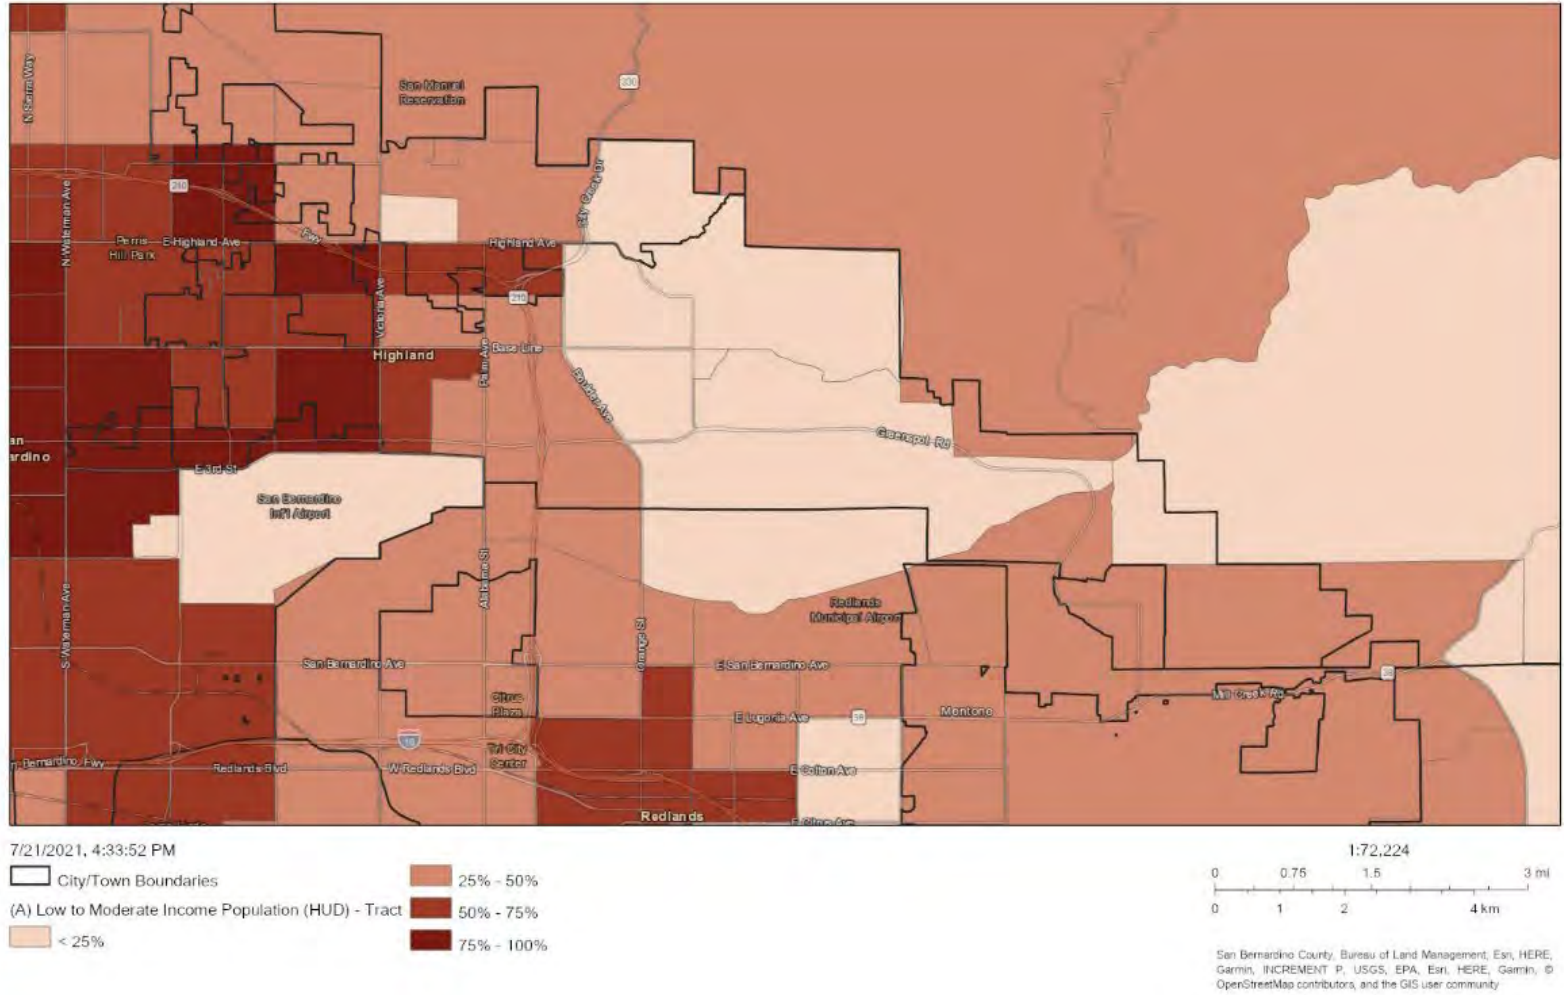 N Sierra Way
San Manuel
Reservation
330
City Creek Dr
210
N Waterman Ave
Perris
Hill Park
E Highland Ave
Fwy
Highland Ave
210
Victoria Ave
Highland
Palm Ave
Base Line
Boulder Ave
Greenspot Rd
an
ardino
E 3rd St
San Bernardino
Int'l Airport
S Waterman Ave
Alabama St
Orange St
Redlands
Municipal Airport
San Bernardino Ave
E San Bernardino Ave
38
Citrus
Plaza
Mill Creek Rd
E Lugonia Ave
38
Mentone
10
Tri City
Center
Bernardino Fwy
Redlands Blvd
W Redlands Blvd
E Colton Ave
Redlands
E Citrus Ave
7/21/2021, 4:33:52 PM
City/Town Boundaries
(A) Low to Moderate Income Population (HUD) - Tract
< 25%
25% - 50%
50% - 75%
75% - 100%
1:72,224
0 0.75 1.5 3 mi
0 1 2 4 km
San Bernardino County, Bureau of Land Management, Esri, HERE,
Garmin, INCREMENT P, USGS, EPA, Esri, HERE, Garmin, ©
OpenStreetMap contributors, and the GIS user community